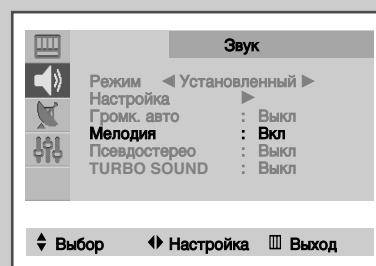 Звук
Режим ◀ Установленный ▶
Настройка ▶
Громк. авто : Выкл
Мелодия : Вкл
Псевдостерео : Выкл
TURBO SOUND : Выкл
Выбор Настройка Выход